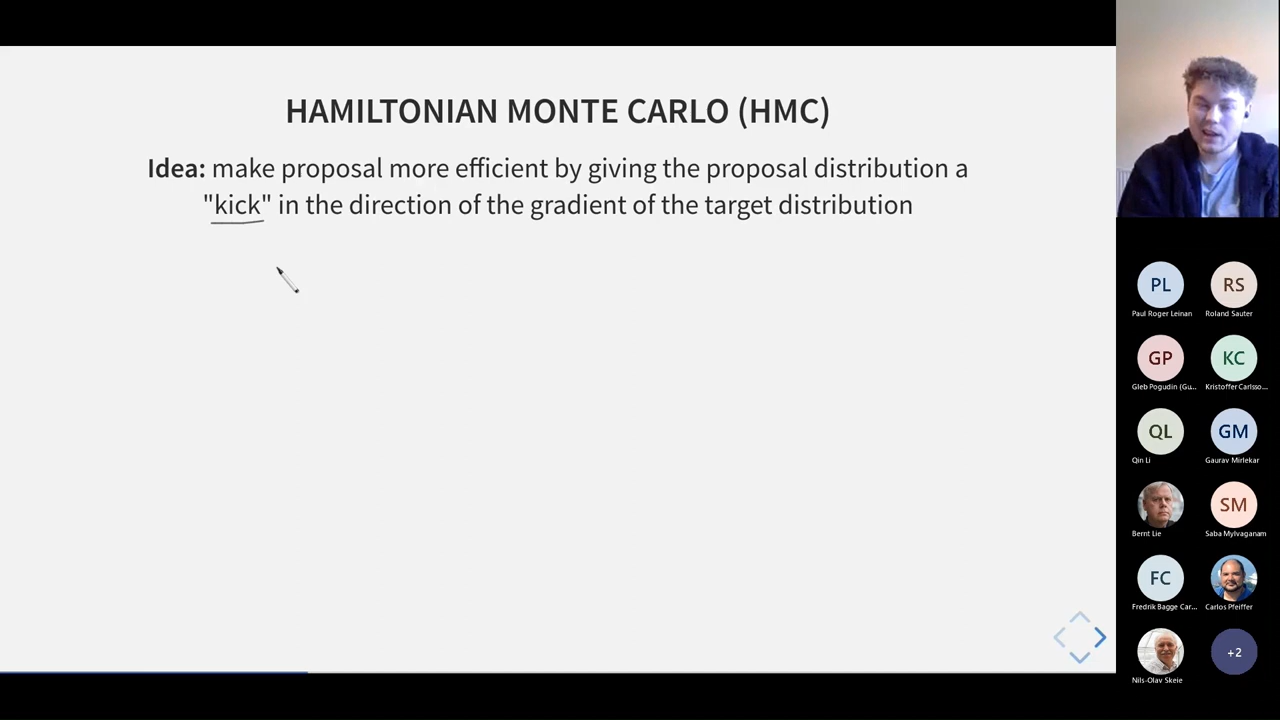 HAMILTONIAN MONTE CARLO (HMC)
Idea: make proposal more efficient by giving the proposal distribution a
"kick" in the direction of the gradient of the target distribution
PL
RS
Paul Roger Leinan
Roland Sauter
GP
KC
Gleb Pogudin (Gu...
Kristoffer Carlsso...
QL
GM
Qin Li
Gaurav Mirlekar
SM
Bernt Lie
Saba Mylvaganam
FC
Fredrik Bagge Car...
Carlos Pfeiffer
+2
Nils-Olav Skeie